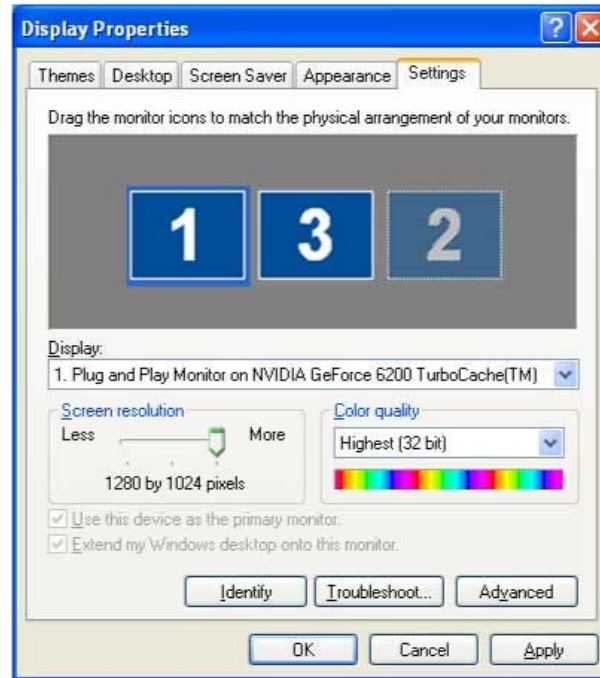 Display Properties
Themes Desktop Screen Saver Appearance Settings
Drag the monitor icons to match the physical arrangement of your monitors.
1 3 2
Display:
1. Plug and Play Monitor on NVIDIA GeForce 6200 TurboCache(TM)
Screen resolution
Less More
1280 by 1024 pixels
Color quality
Highest (32 bit)
Use this device as the primary monitor.
Extend my Windows desktop onto this monitor.
Identify Troubleshoot... Advanced
OK Cancel Apply